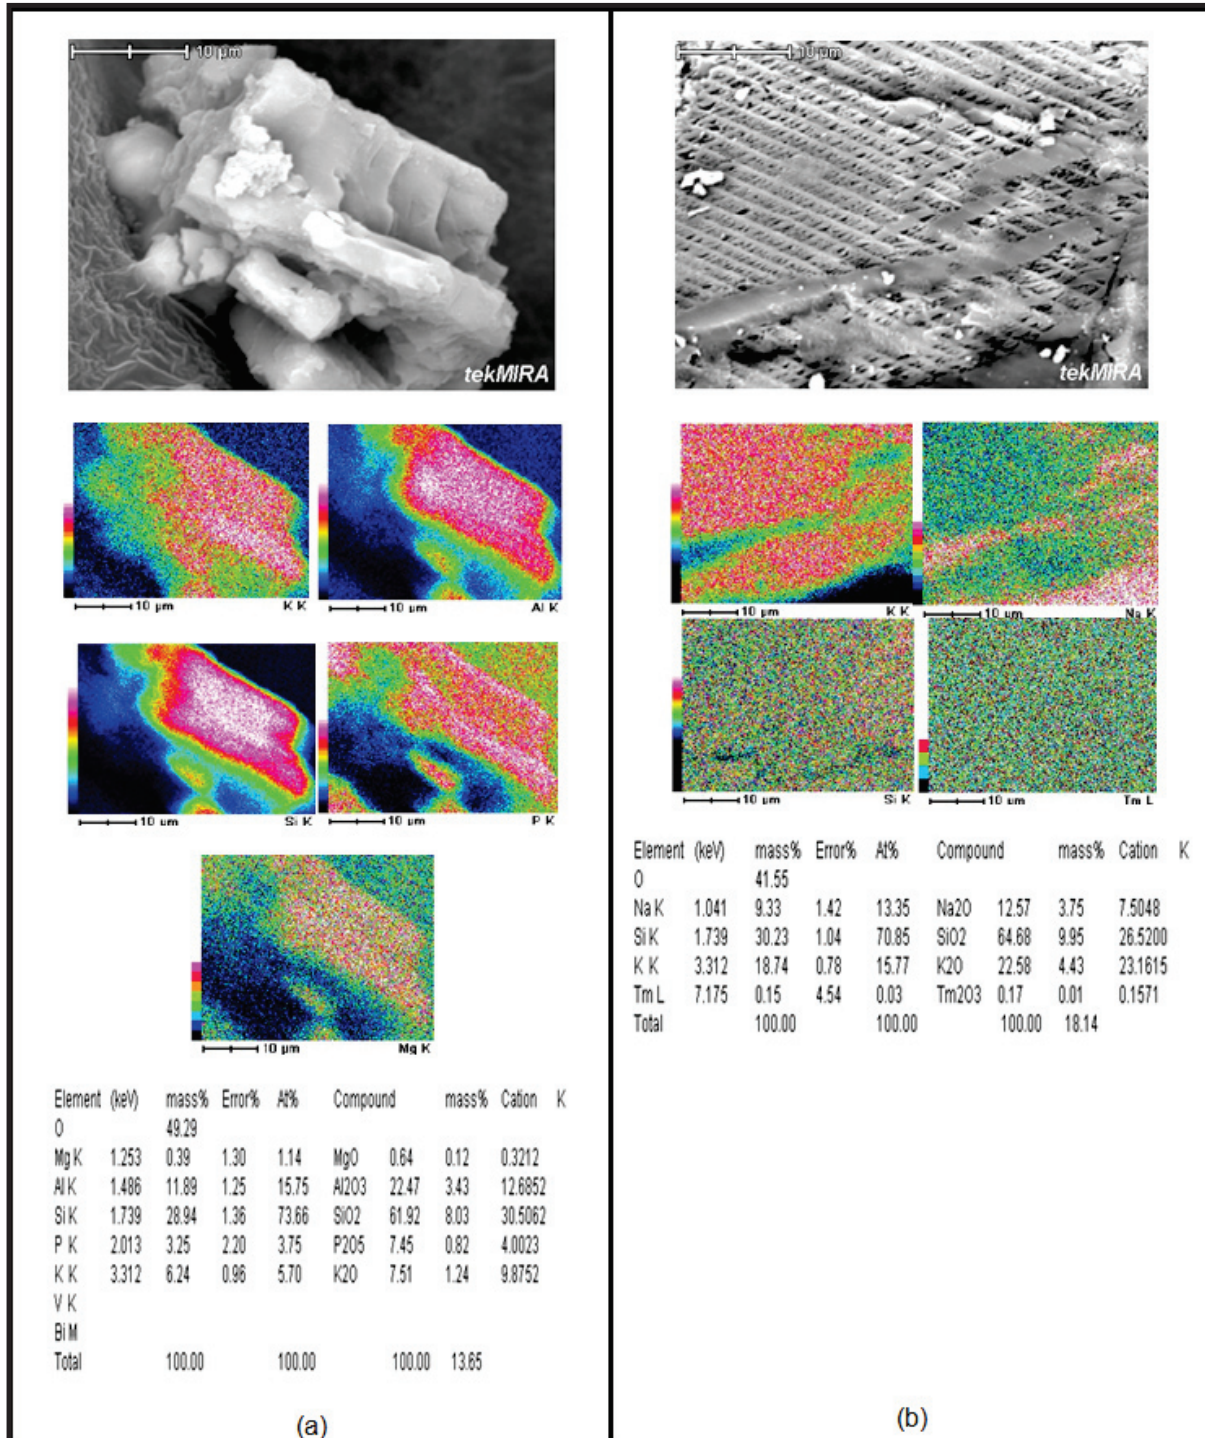 10 µm
tekMIRA
10 µm
K K
10 µm
Al K
10 µm
Si K
10 µm
P K
10 µm
Mg K
Element (keV) mass% Error% At% Compound mass% Cation K
O 49.29
Mg K 1.253 0.39 1.30 1.14 MgO 0.64 0.12 0.3212
Al K 1.486 11.89 1.25 15.75 Al2O3 22.47 3.43 12.6852
Si K 1.739 28.94 1.36 73.66 SiO2 61.92 8.03 30.5062
P K 2.013 3.25 2.20 3.75 P2O5 7.45 0.82 4.0023
K K 3.312 6.24 0.96 5.70 K2O 7.51 1.24 9.8752
V K
Bi M
Total 100.00 100.00 100.00 13.65
(a)
10 µm
tekMIRA
10 µm
K K
10 µm
Na K
10 µm
Si K
10 µm
Tm L
Element (keV) mass% Error% At% Compound mass% Cation K
O 41.55
Na K 1.041 9.33 1.42 13.35 Na2O 12.57 3.75 7.5048
Si K 1.739 30.23 1.04 70.85 SiO2 64.68 9.95 26.5200
K K 3.312 18.74 0.78 15.77 K2O 22.58 4.43 23.1615
Tm L 7.175 0.15 4.54 0.03 Tm2O3 0.17 0.01 0.1571
Total 100.00 100.00 100.00 18.14
(b)